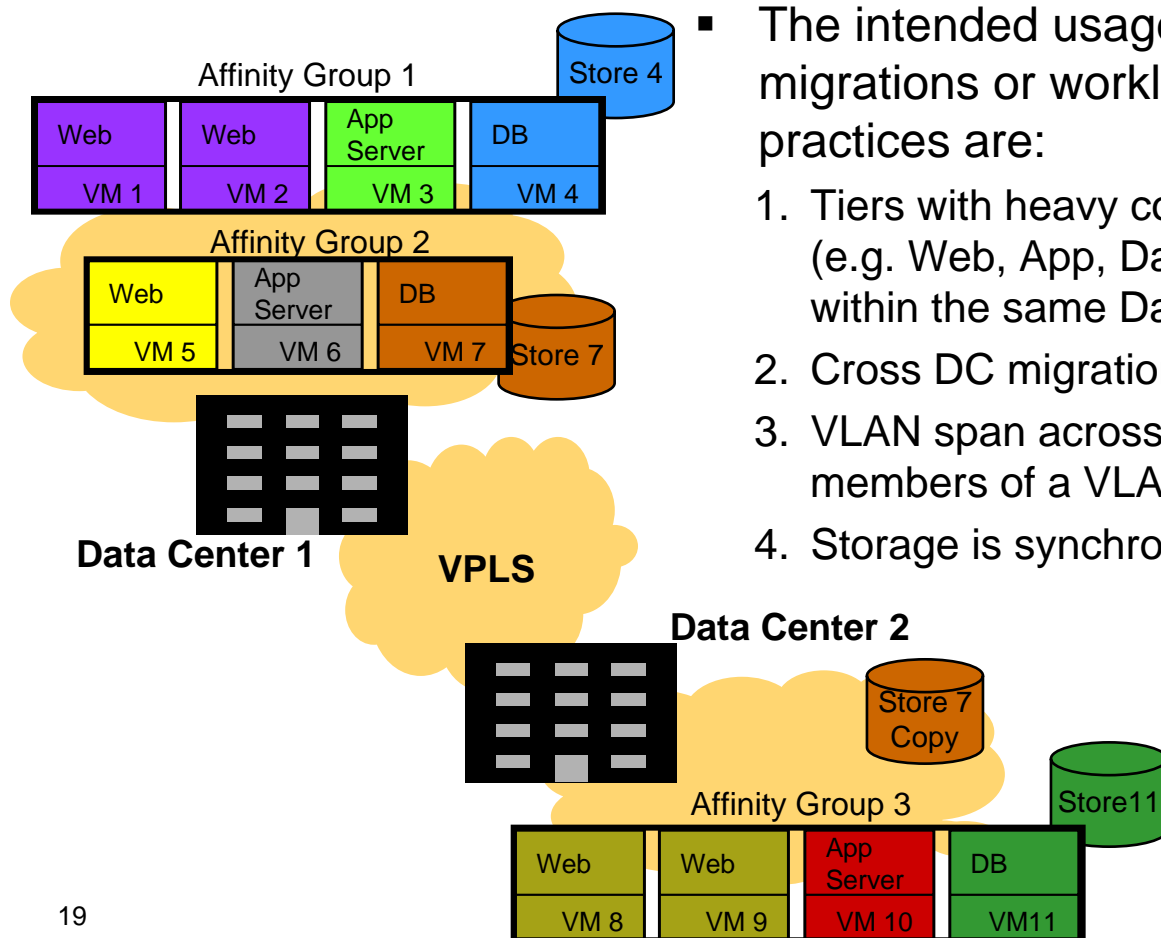 Affinity Group 1
Store 4
Web
VM 1
Web
VM 2
App
Server
VM 3
DB
VM 4
Affinity Group 2
Web
VM 5
App
Server
VM 6
DB
VM 7
Store 7
Data Center 1
VPLS
Data Center 2
Store 7
Copy
Affinity Group 3
Store11
Web
VM 8
Web
VM 9
App
Server
VM 10
DB
VM11
▪ The intended usage
migrations or workl
practices are:
1. Tiers with heavy co
(e.g. Web, App, Da
within the same Da
2. Cross DC migratio
3. VLAN span across
members of a VLA
4. Storage is synchro
19